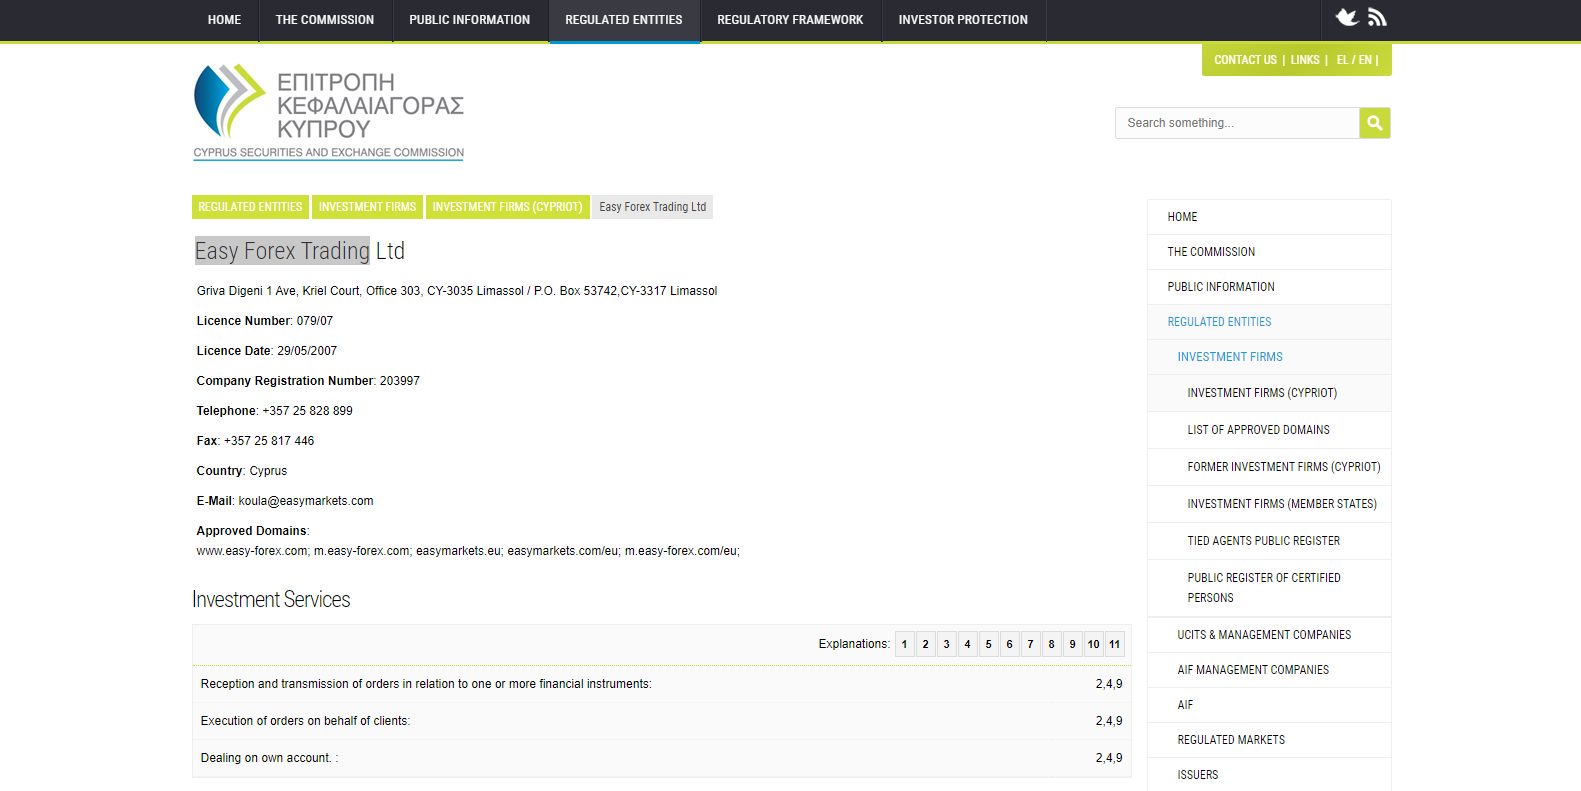 HOME THE COMMISSION PUBLIC INFORMATION REGULATED ENTITIES REGULATORY FRAMEWORK INVESTOR PROTECTION
CONTACT US | LINKS | EL / EN |
ΕΠΙΤΡΟΠΗ
ΚΕΦΑΛΑΙΑΓΟΡΑΣ
ΚΥΠΡΟΥ
CYPRUS SECURITIES AND EXCHANGE COMMISSION
Search something...
REGULATED ENTITIES INVESTMENT FIRMS INVESTMENT FIRMS (CYPRIOT) Easy Forex Trading Ltd
Easy Forex Trading Ltd
Griva Digeni 1 Ave, Kriel Court, Office 303, CY-3035 Limassol / P.O. Box 53742,CY-3317 Limassol
Licence Number: 079/07
Licence Date: 29/05/2007
Company Registration Number: 203997
Telephone: +357 25 828 899
Fax: +357 25 817 446
Country: Cyprus
E-Mail: koula@easymarkets.com
Approved Domains:
www.easy-forex.com; m.easy-forex.com; easymarkets.eu; easymarkets.com/eu; m.easy-forex.com/eu;
Investment Services
Explanations: 1 2 3 4 5 6 7 8 9 10 11
Reception and transmission of orders in relation to one or more financial instruments: 2,4,9
Execution of orders on behalf of clients: 2,4,9
Dealing on own account. : 2,4,9
HOME
THE COMMISSION
PUBLIC INFORMATION
REGULATED ENTITIES
INVESTMENT FIRMS
INVESTMENT FIRMS (CYPRIOT)
LIST OF APPROVED DOMAINS
FORMER INVESTMENT FIRMS (CYPRIOT)
INVESTMENT FIRMS (MEMBER STATES)
TIED AGENTS PUBLIC REGISTER
PUBLIC REGISTER OF CERTIFIED
PERSONS
UCITS & MANAGEMENT COMPANIES
AIF MANAGEMENT COMPANIES
AIF
REGULATED MARKETS
ISSUERS